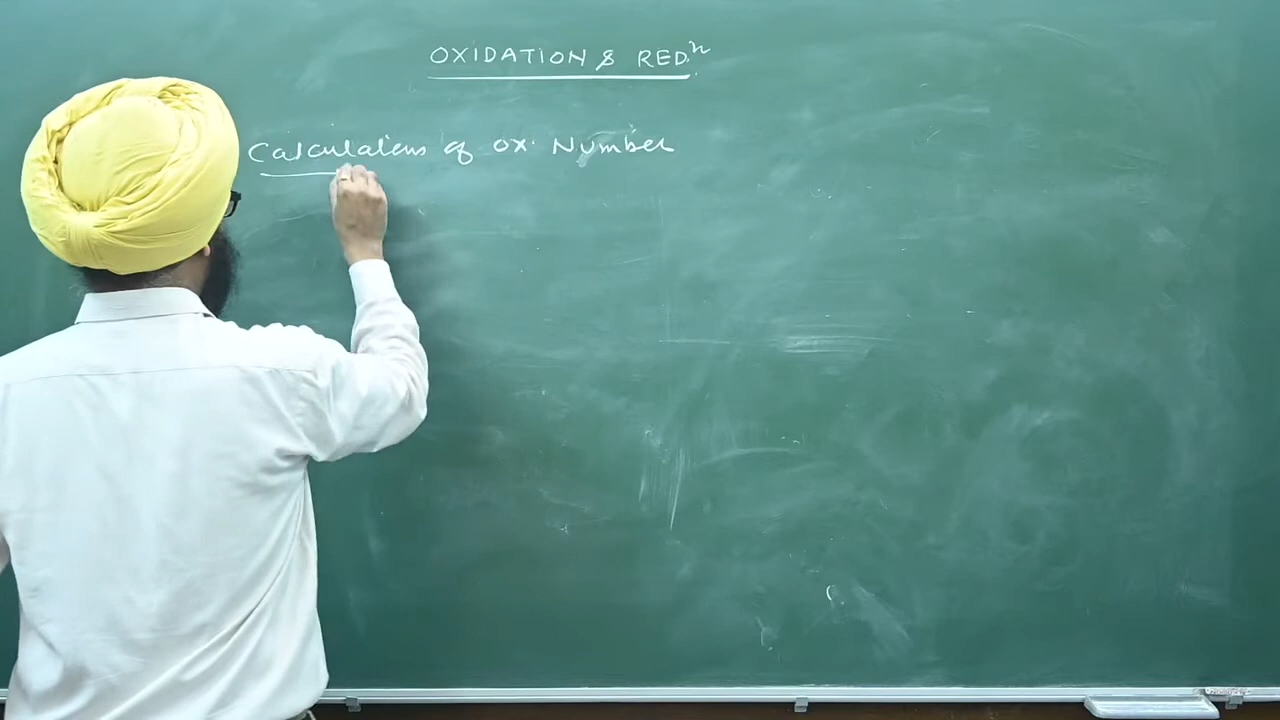 OXIDATION & REDⁿ
Calculations of ox. Number